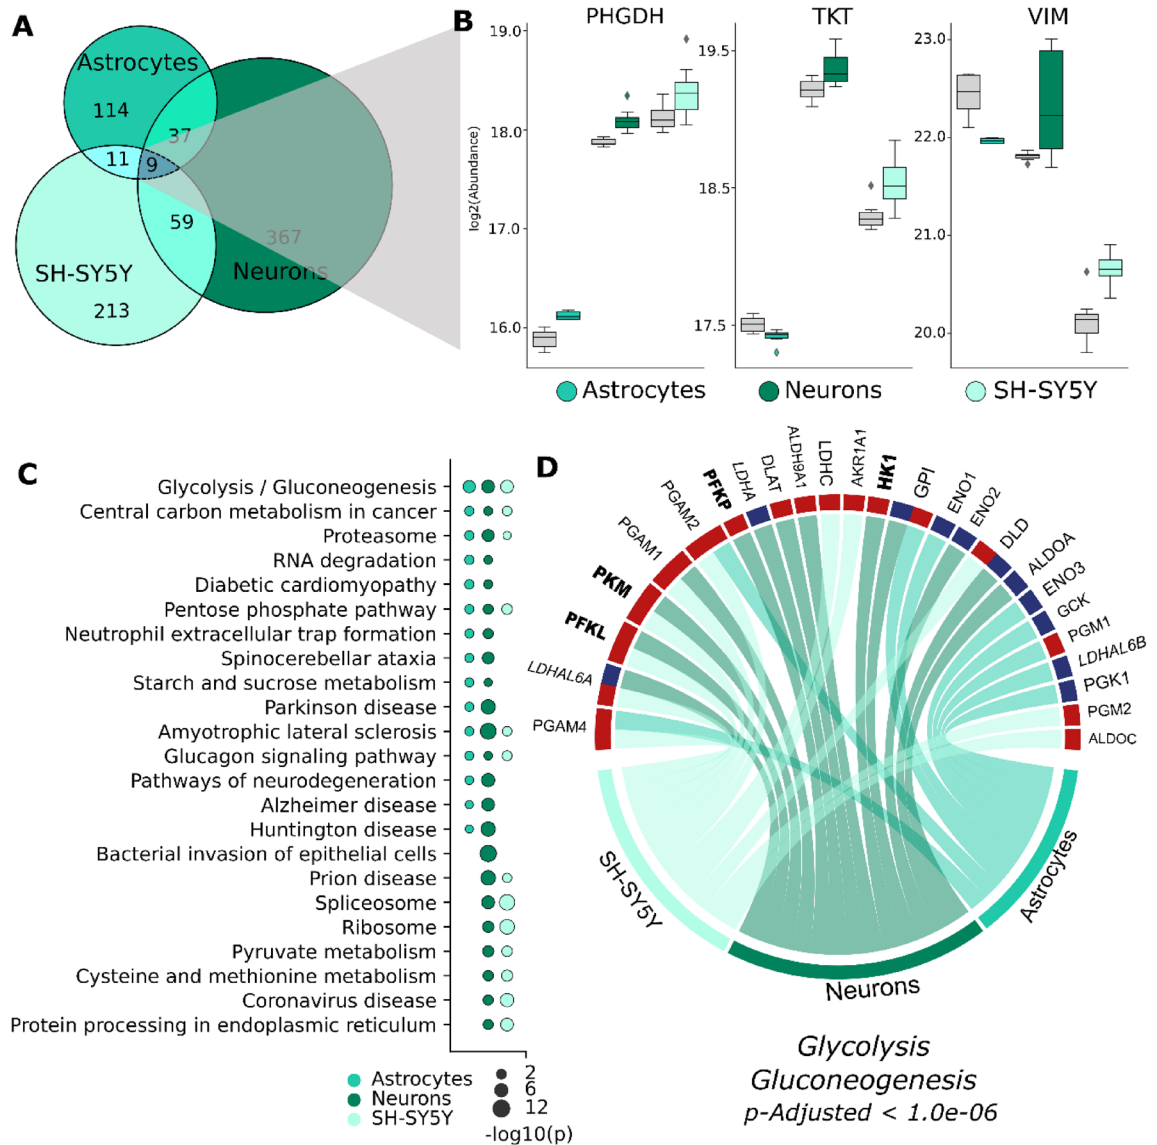 A
Astrocytes
114
37
11
9
59
367
SH-SY5Y
Neurons
213
B
PHGDH
TKT
VIM
log2(Abundance)
19.0
18.0
17.0
16.0
19.5
18.5
17.5
23.0
22.0
21.0
20.0
Astrocytes
Neurons
SH-SY5Y
C
Glycolysis / Gluconeogenesis
Central carbon metabolism in cancer
Proteasome
RNA degradation
Diabetic cardiomyopathy
Pentose phosphate pathway
Neutrophil extracellular trap formation
Spinocerebellar ataxia
Starch and sucrose metabolism
Parkinson disease
Amyotrophic lateral sclerosis
Glucagon signaling pathway
Pathways of neurodegeneration
Alzheimer disease
Huntington disease
Bacterial invasion of epithelial cells
Prion disease
Spliceosome
Ribosome
Pyruvate metabolism
Cysteine and methionine metabolism
Coronavirus disease
Protein processing in endoplasmic reticulum
Astrocytes
Neurons
SH-SY5Y
2
6
12
-log10(p)
D
PGAM4
LDHAL6A
PFKL
PKM
PGAM1
PGAM2
PFKP
LDHA
DLAT
ALDH9A1
LDHC
AKR1A1
HK1
GPI
ENO1
ENO2
DLD
ALDOA
ENO3
GCK
PGM1
LDHAL6B
PGK1
PGM2
ALDOC
SH-SY5Y
Neurons
Astrocytes
Glycolysis
Gluconeogenesis
p-Adjusted < 1.0e-06